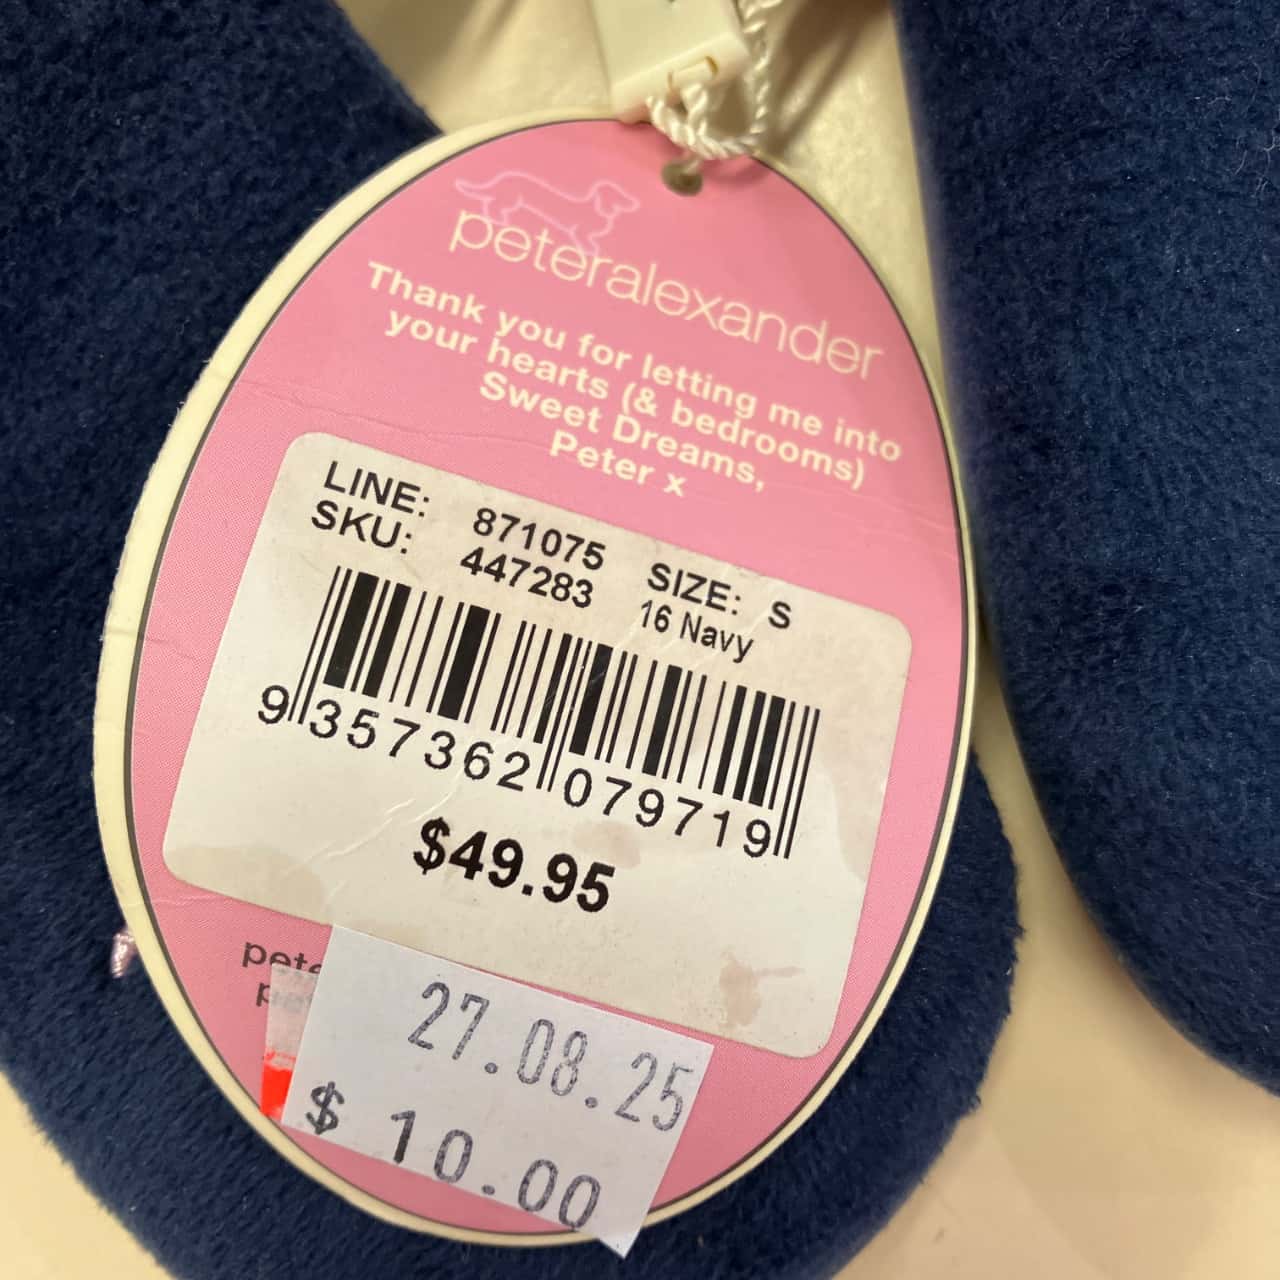 peteralexander
Thank you for letting me into
your hearts (& bedrooms)
Sweet Dreams,
Peter x
LINE: 871075 SIZE: S
SKU: 447283 16 Navy
9 357362 079719
$49.95
27.08.25
$ 10.00